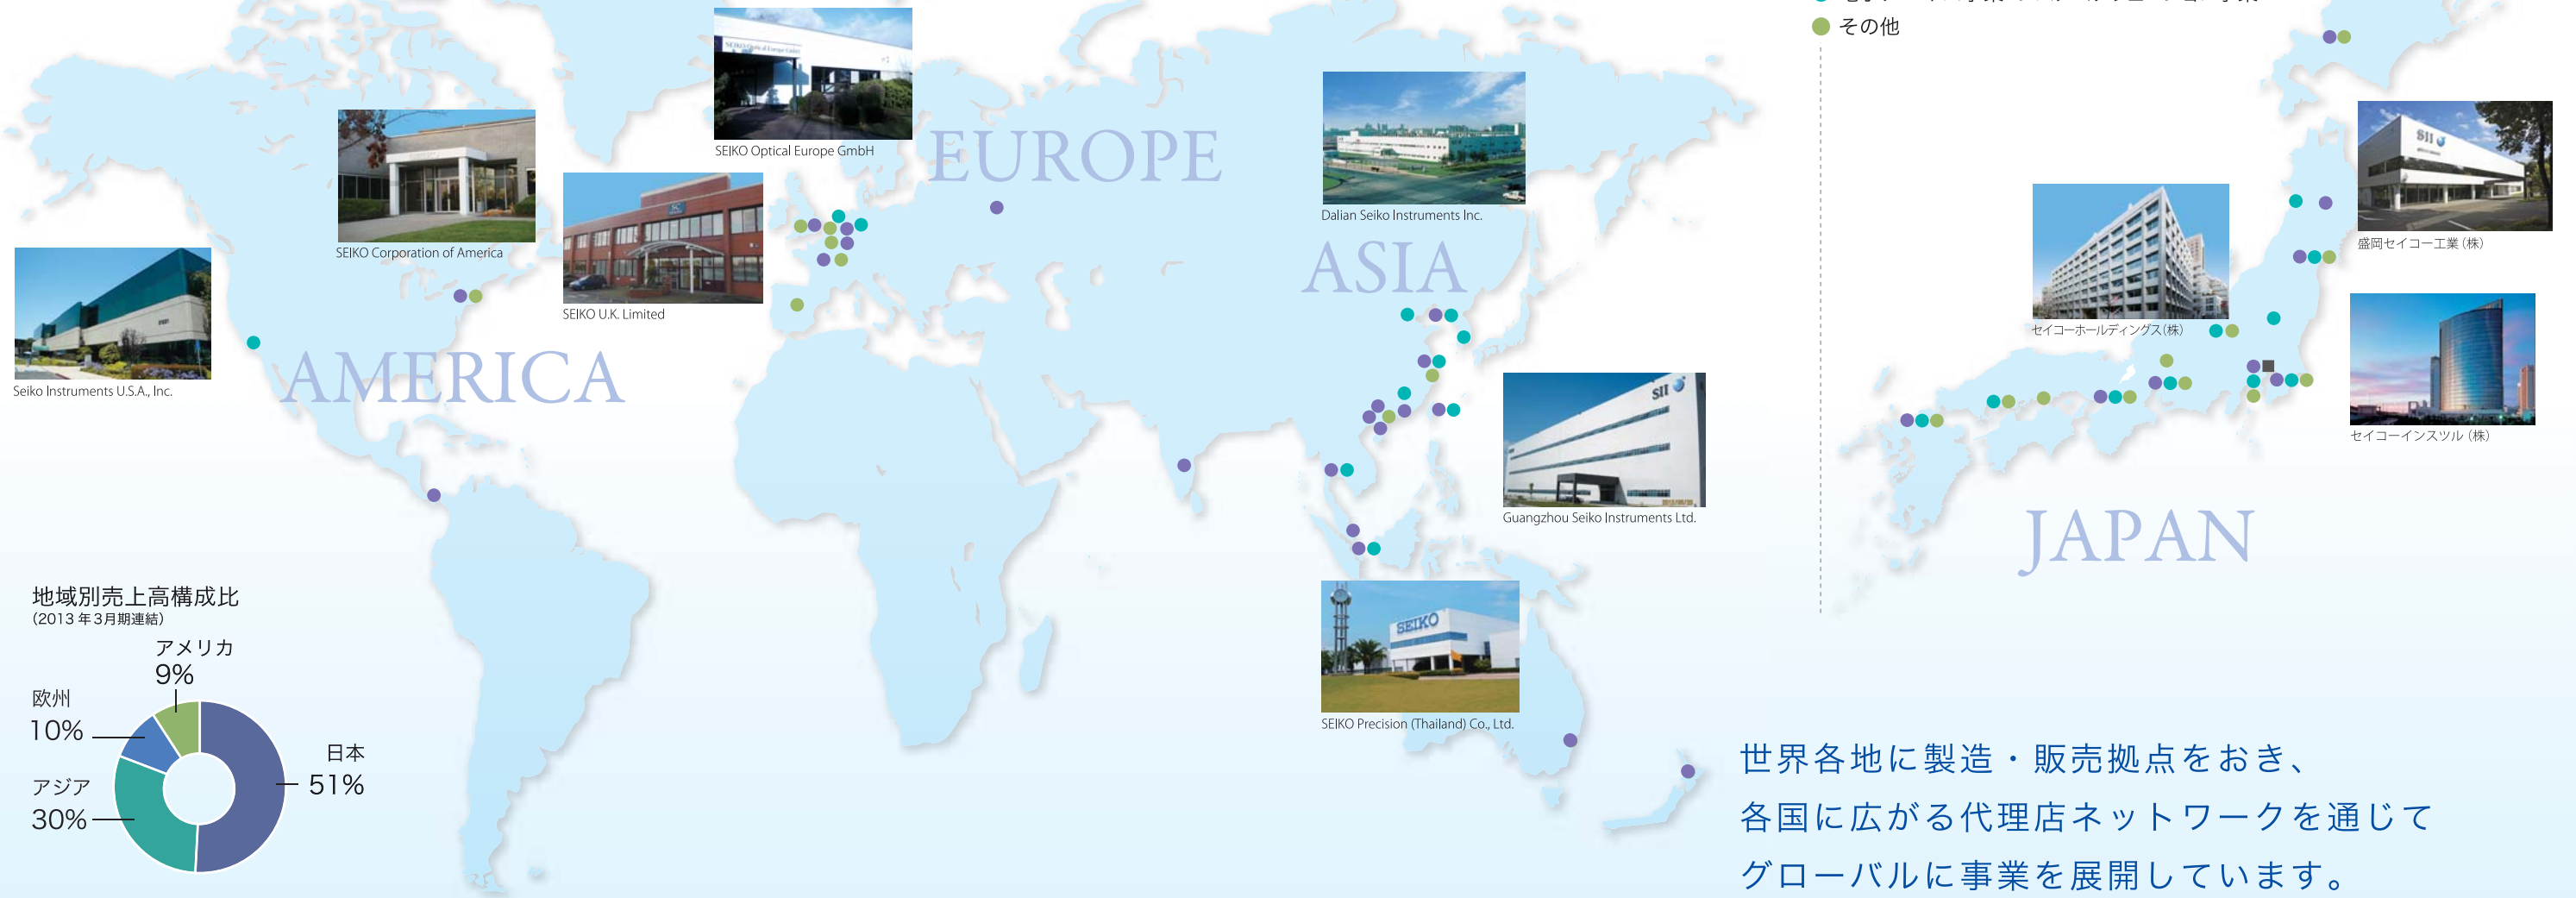 その他
SEIKO Optical Europe GmbH
EUROPE
SEIKO Corporation of America
SEIKO U.K. Limited
Dalian Seiko Instruments Inc.
ASIA
SII
盛岡セイコー工業（株）
セイコーホールディングス（株）
Seiko Instruments U.S.A., Inc.
AMERICA
SII
Guangzhou Seiko Instruments Ltd.
セイコーインスツル（株）
JAPAN
SEIKO
SEIKO Precision (Thailand) Co., Ltd.
地域別売上高構成比
（2013年3月期連結）
アメリカ
9%
欧州
10%
日本
51%
アジア
30%
世界各地に製造・販売拠点をおき、
各国に広がる代理店ネットワークを通じて
グローバルに事業を展開しています。